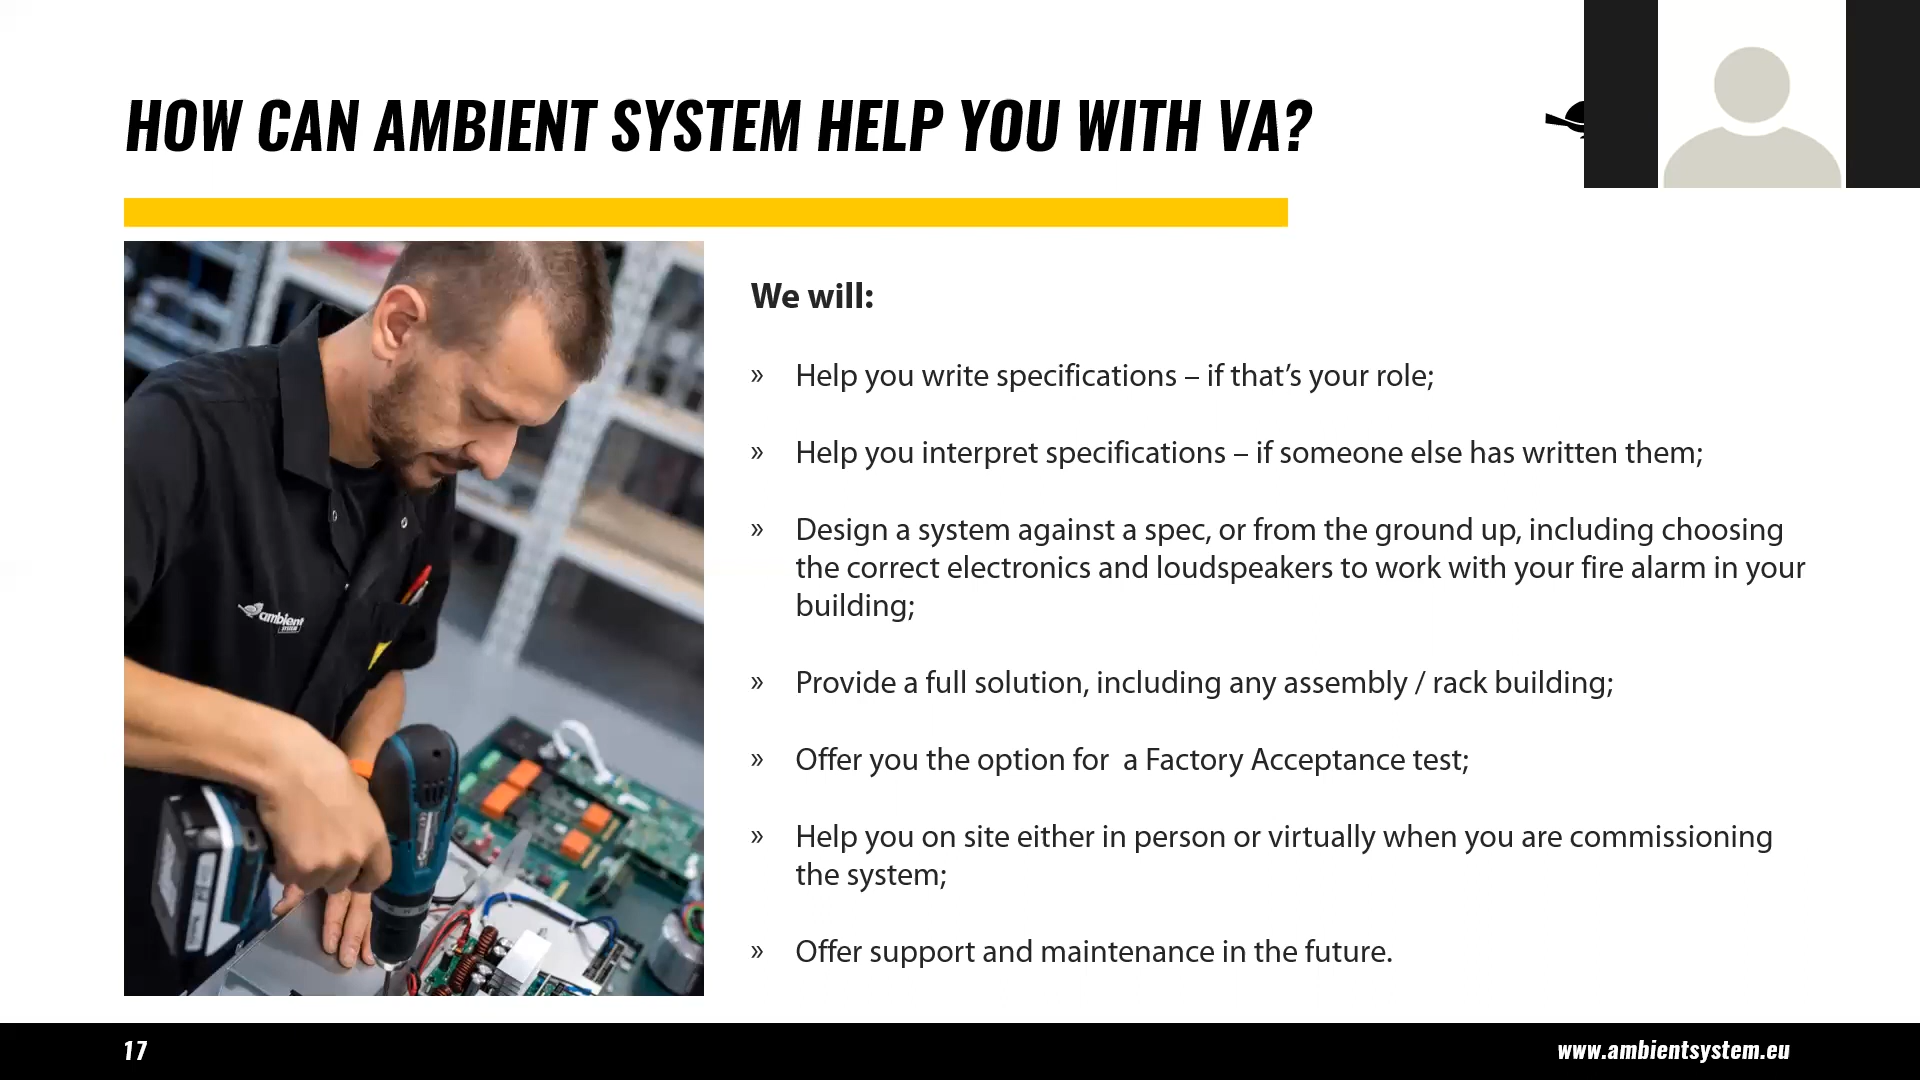 HOW CAN AMBIENT SYSTEM HELP YOU WITH VA?
We will:
» Help you write specifications – if that’s your role;
» Help you interpret specifications – if someone else has written them;
» Design a system against a spec, or from the ground up, including choosing
the correct electronics and loudspeakers to work with your fire alarm in your
building;
» Provide a full solution, including any assembly / rack building;
» Offer you the option for  a Factory Acceptance test;
» Help you on site either in person or virtually when you are commissioning
the system;
» Offer support and maintenance in the future.
ambient
SYSTEM
17
www.ambientsystem.eu